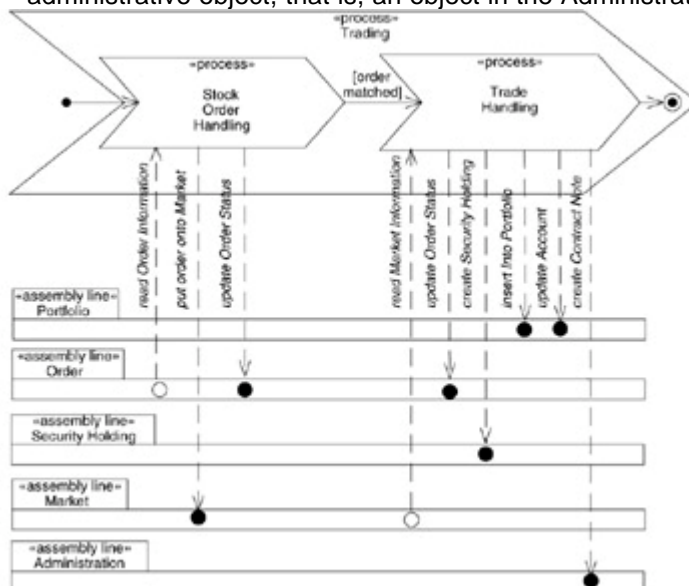 administrative object, that is, an object in the Administrat
«process»
Trading
«process»
Stock
Order
Handling
[order
matched]
«process»
Trade
Handling
read Order Information
put order onto Market
update Order Status
read Market Information
update Order Status
create Security Holding
insert Into Portfolio
update Account
create Contract Note
«assembly line»
Portfolio
«assembly line»
Order
«assembly line»
Security Holding
«assembly line»
Market
«assembly line»
Administration